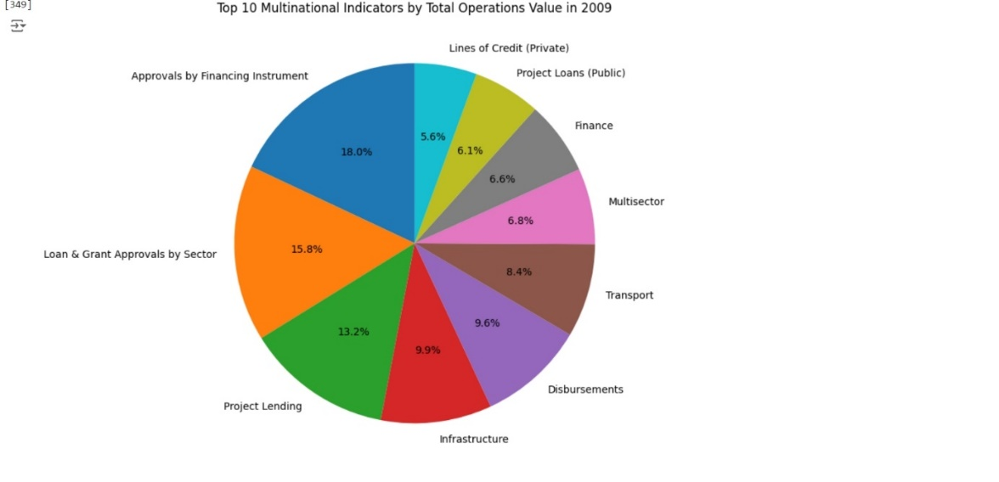 [349]
Top 10 Multinational Indicators by Total Operations Value in 2009
Lines of Credit (Private)
Project Loans (Public)
Approvals by Financing Instrument
Finance
5.6%
6.1%
18.0%
6.6%
Multisector
6.8%
15.8%
Loan & Grant Approvals by Sector
8.4%
Transport
9.6%
13.2%
9.9%
Disbursements
Project Lending
Infrastructure